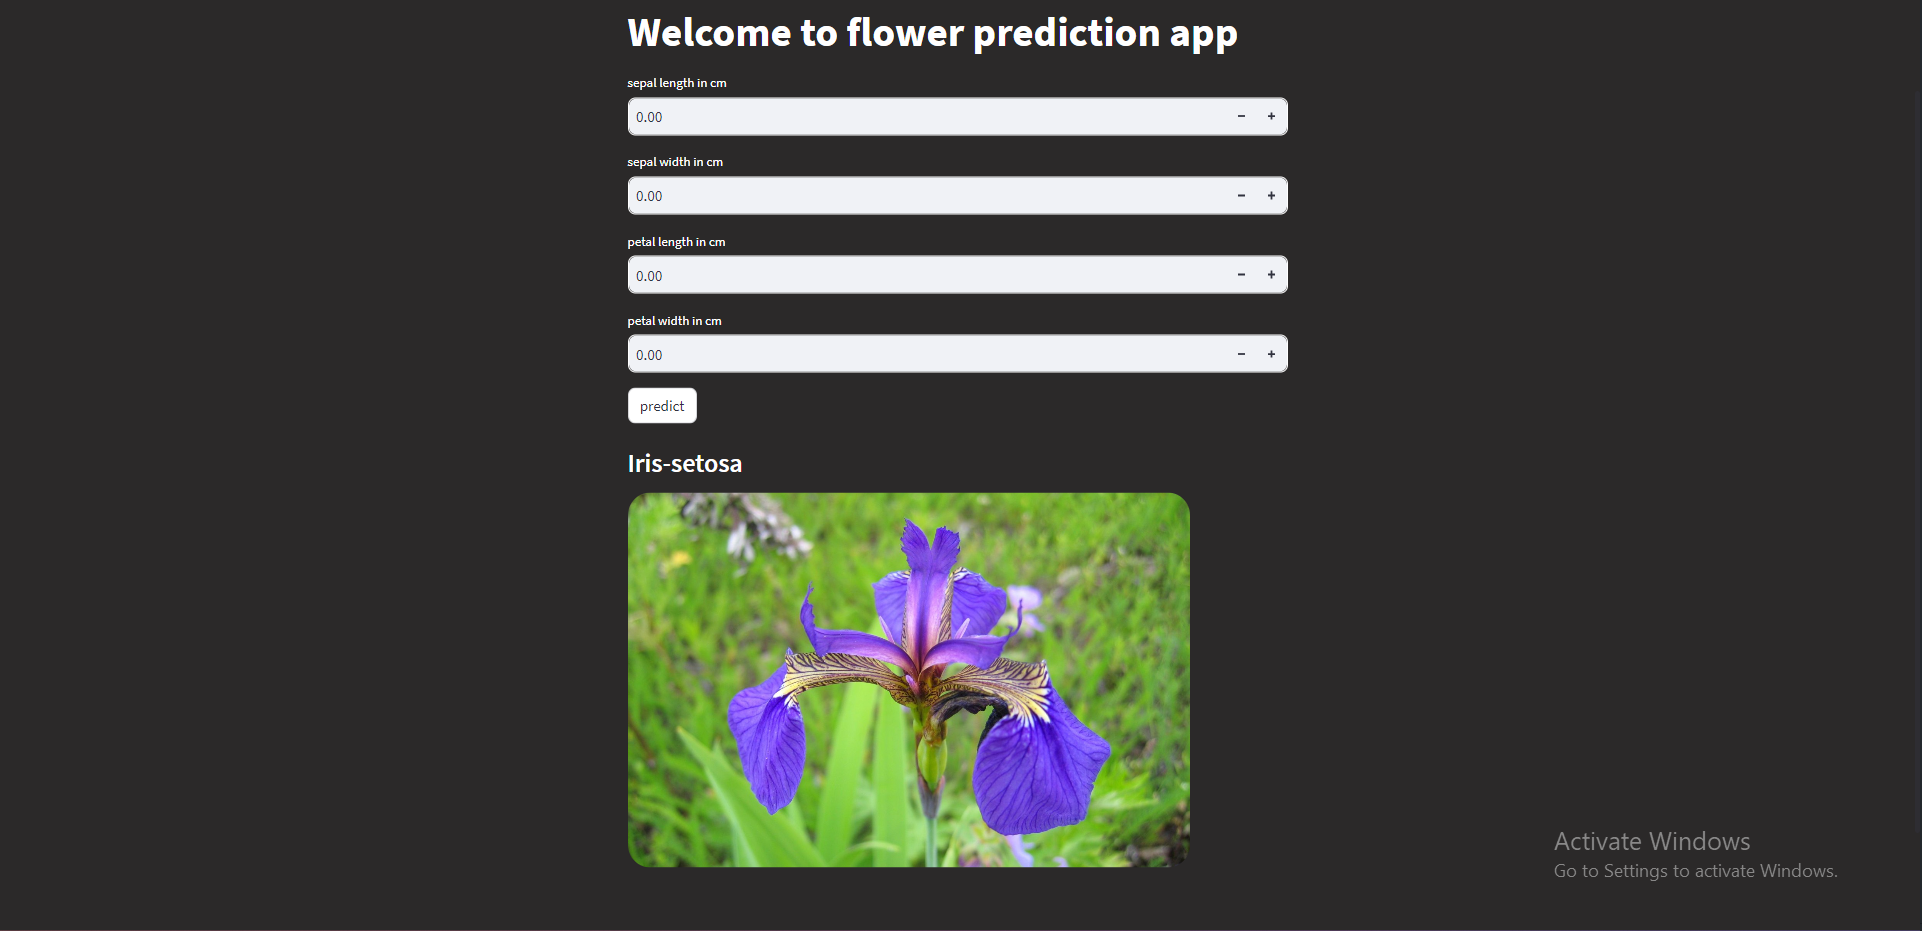 Welcome to flower prediction app
sepal length in cm
0.00 − +
sepal width in cm
0.00 − +
petal length in cm
0.00 − +
petal width in cm
0.00 − +
predict
Iris-setosa
Activate Windows
Go to Settings to activate Windows.